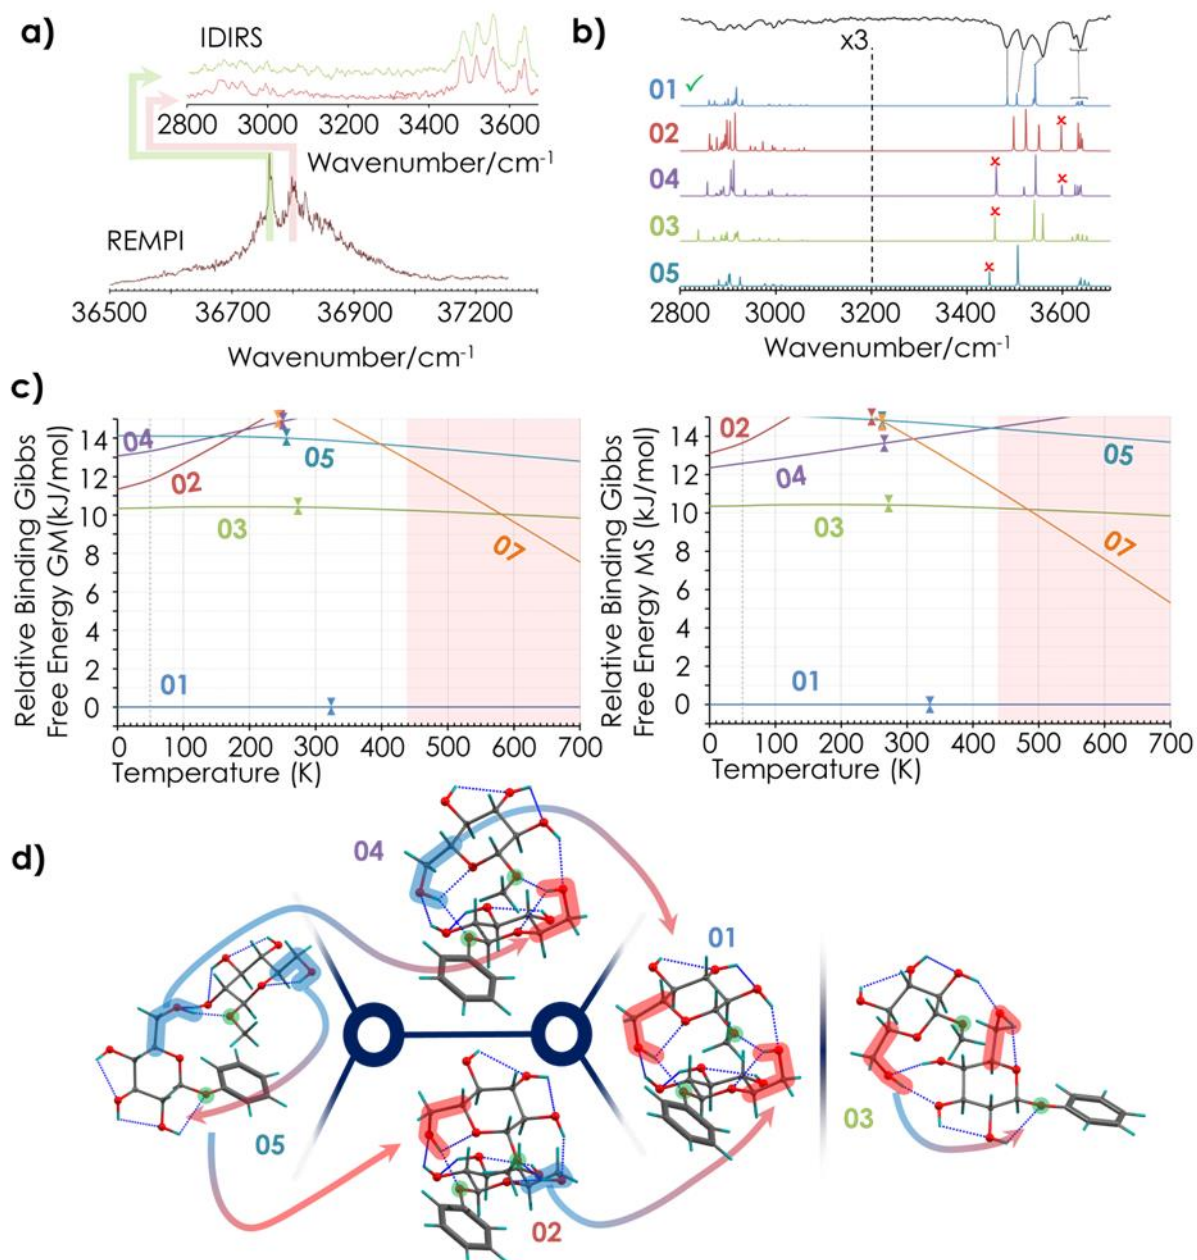 a)
IDIRS
2800 3000 3200 3400 3600
Wavenumber/cm-1
REMPI
36500 36700 36900 37200
Wavenumber/cm-1
b)
x3
01 ✓
02
04
03
05
2800 3000 3200 3400 3600
Wavenumber/cm-1
c)
Relative Binding Gibbs
Free Energy GM(kJ/mol)
14
12
10
8
6
4
2
0
04
02
05
03
07
01
0 100 200 300 400 500 600 700
Temperature (K)
Relative Binding Gibbs
Free Energy MS (kJ/mol)
14
12
10
8
6
4
2
0
02
04
05
03
07
01
0 100 200 300 400 500 600 700
Temperature (K)
d)
04
01
05
02
03